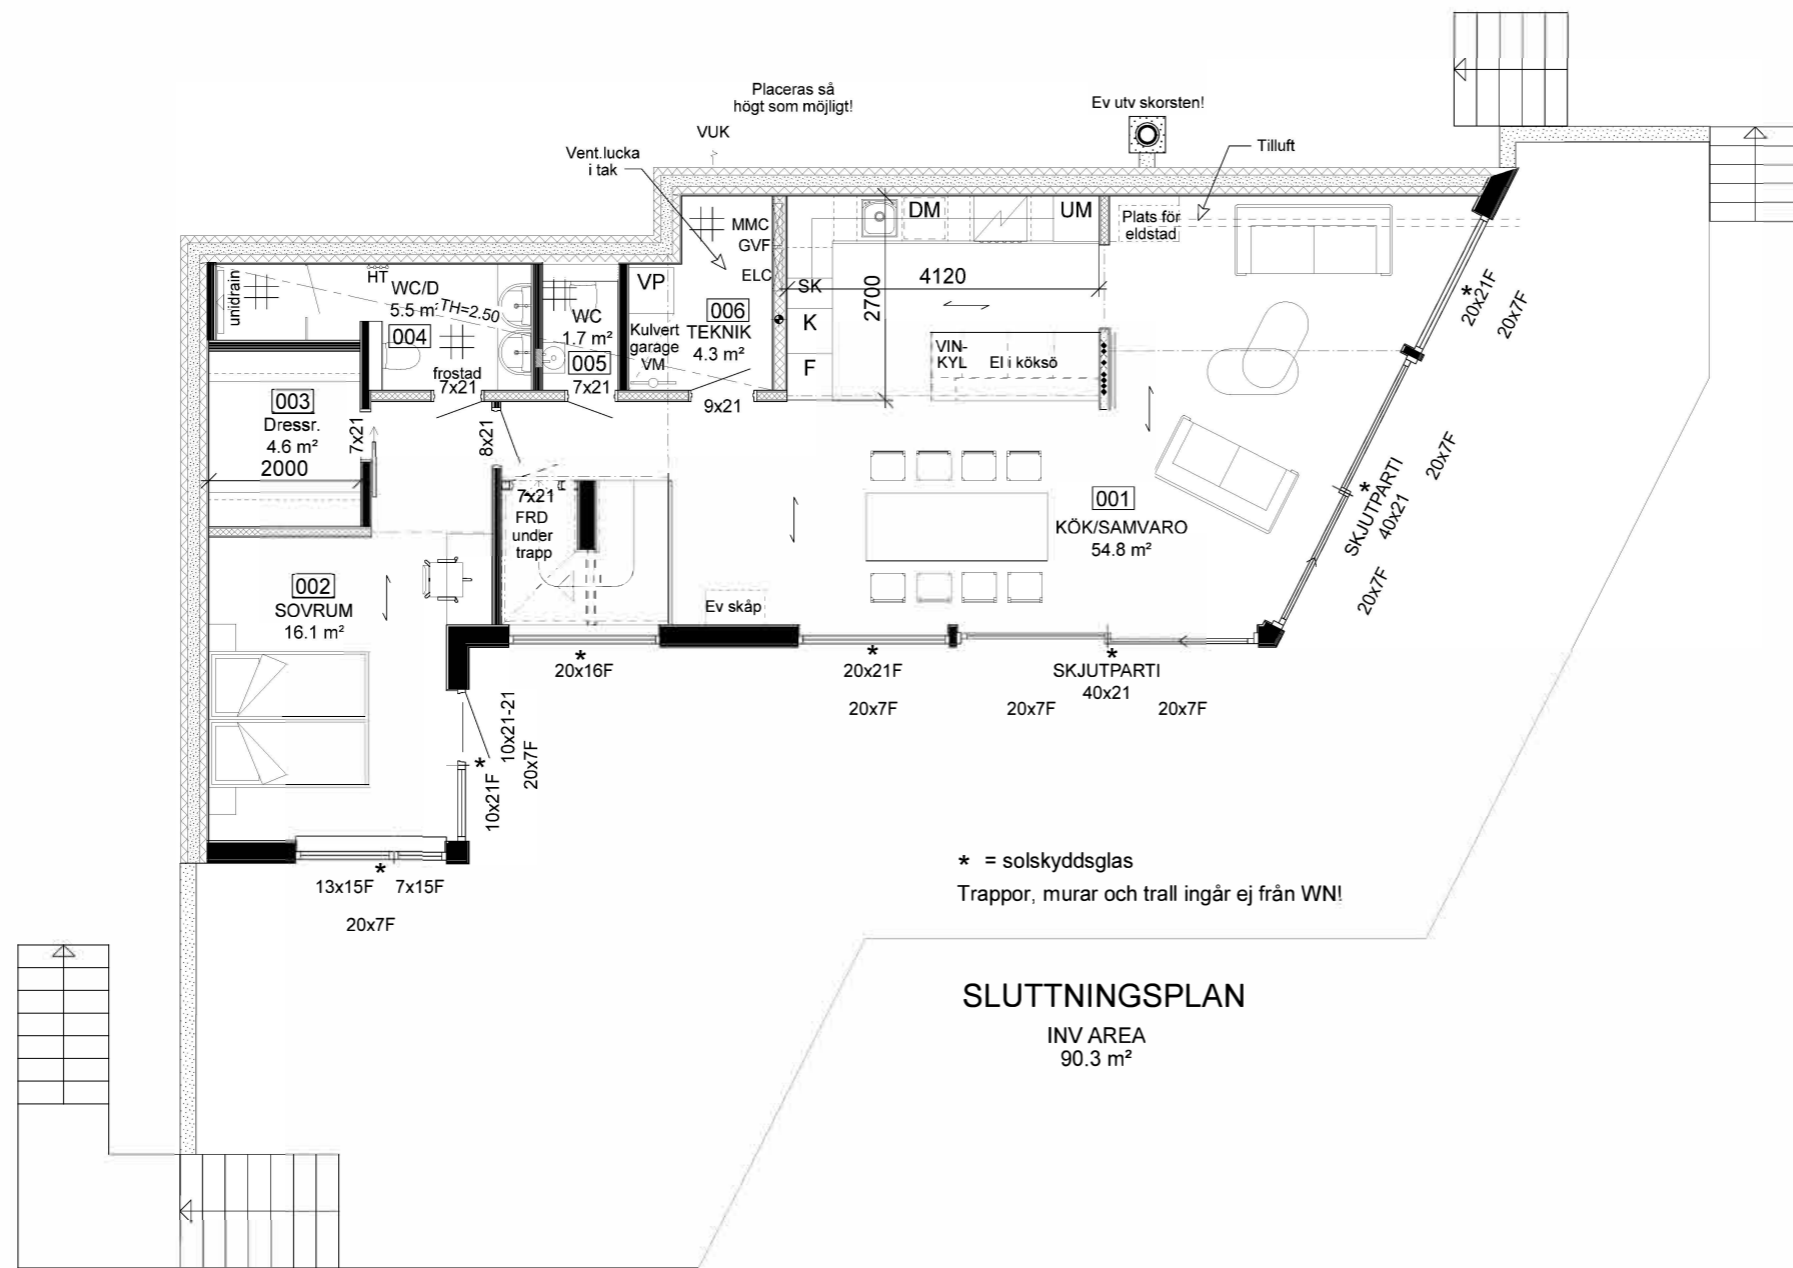 Placeras så
högt som möjligt!
VUK
Vent.lucka
i tak
Ev utv skorsten!
Tilluft
MMC
GVF
ELC
DM
UM
Plats för
eldstad
unidrain
HT
WC/D
5.5 m²
TH=2.50
004
frostad
7x21
WC
1.7 m²
005
7x21
VP
Kulvert
garage
VM
006
TEKNIK
4.3 m²
9x21
SK
K
F
2700
4120
VIN-
KYL
El i köksö
003
Dressr.
4.6 m²
2000
7x21
8x21
7x21
FRD
under
trapp
001
KÖK/SAMVARO
54.8 m²
002
SOVRUM
16.1 m²
Ev skåp
*
20x21F
20x7F
*
SKJUTPARTI
40x21
20x7F
20x7F
*
20x16F
*
20x21F
20x7F
*
SKJUTPARTI
40x21
20x7F
20x7F
10x21-21
20x7F
*
10x21F
*
13x15F
7x15F
20x7F
* = solskyddsglas
Trappor, murar och trall ingår ej från WN!
SLUTTNINGSPLAN
INV AREA
90.3 m²